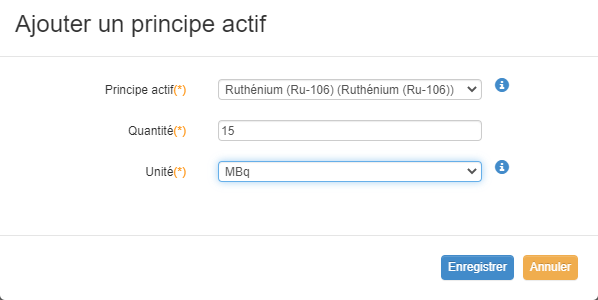 Ajouter un principe actif
Principe actif(*) Ruthénium (Ru-106) (Ruthénium (Ru-106))
Quantité(*) 15
Unité(*) MBq
Enregistrer Annuler